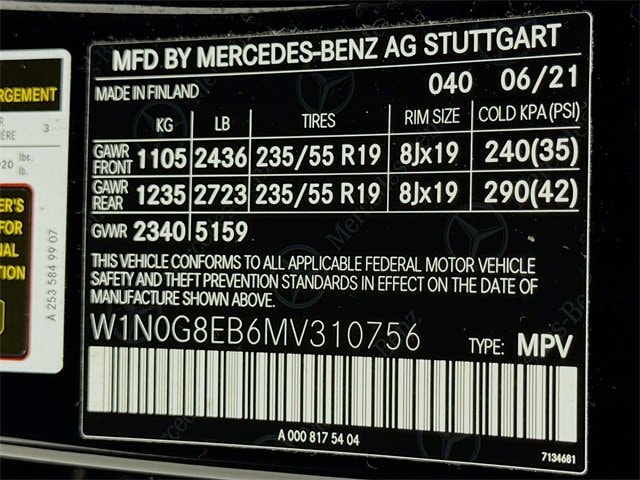 MFD BY MERCEDES-BENZ AG STUTTGART
MADE IN FINLAND 040 06/21
KG LB TIRES RIM SIZE COLD KPA (PSI)
GAWR FRONT 1105 2436 235/55 R19 8Jx19 240(35)
GAWR REAR 1235 2723 235/55 R19 8Jx19 290(42)
GVWR 2340 5159
THIS VEHICLE CONFORMS TO ALL APPLICABLE FEDERAL MOTOR VEHICLE
SAFETY AND THEFT PREVENTION STANDARDS IN EFFECT ON THE DATE OF
MANUFACTURE SHOWN ABOVE.
W1N0G8EB6MV310756 TYPE: MPV
A 000 817 54 04
7134681
3
lbs.
lb.
FOR
A 253 584 99 07